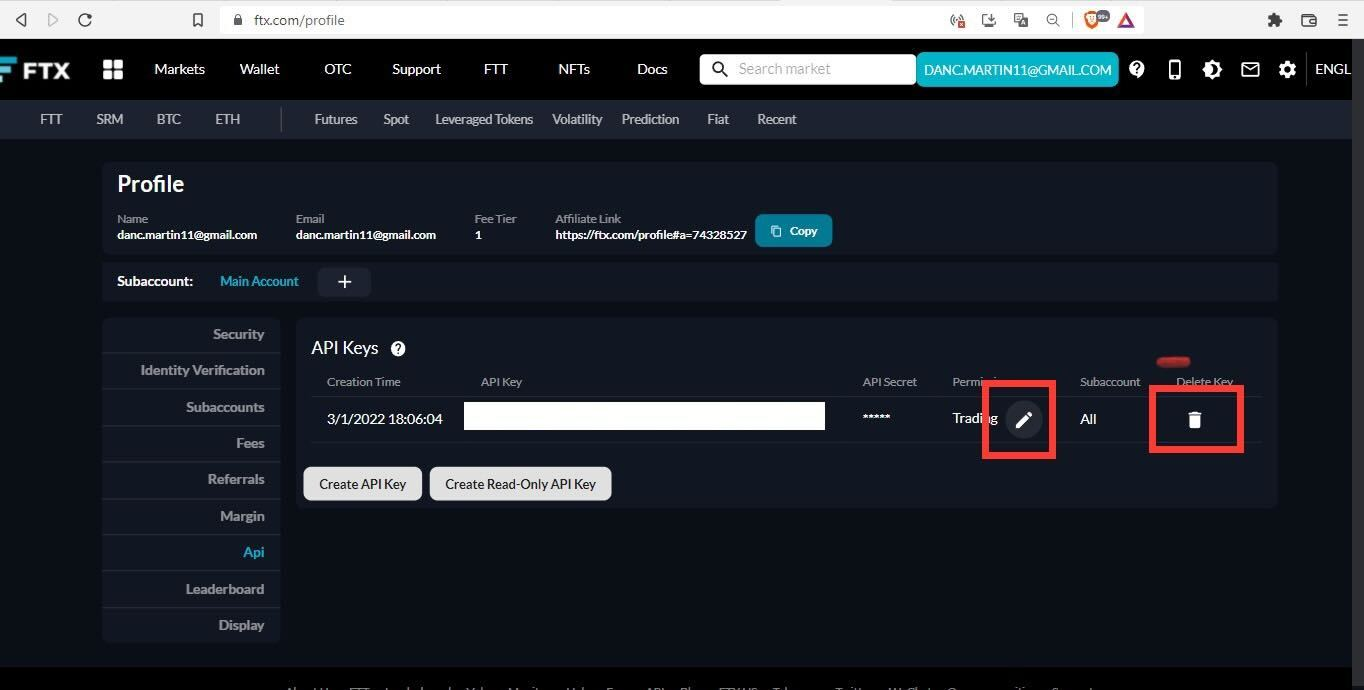 ftx.com/profile
99+
FTX Markets Wallet OTC Support FTT NFTs Docs Search market DANC.MARTIN11@GMAIL.COM ENGL
FTT SRM BTC ETH Futures Spot Leveraged Tokens Volatility Prediction Fiat Recent
Profile
Name Email Fee Tier Affiliate Link
danc.martin11@gmail.com danc.martin11@gmail.com 1 https://ftx.com/profile#a=74328527 Copy
Subaccount: Main Account +
Security
Identity Verification
Subaccounts
Fees
Referrals
Margin
Api
Leaderboard
Display
API Keys ?
Creation Time API Key API Secret Permi Subaccount Delete Key
3/1/2022 18:06:04 ***** Trading All
Create API Key Create Read-Only API Key